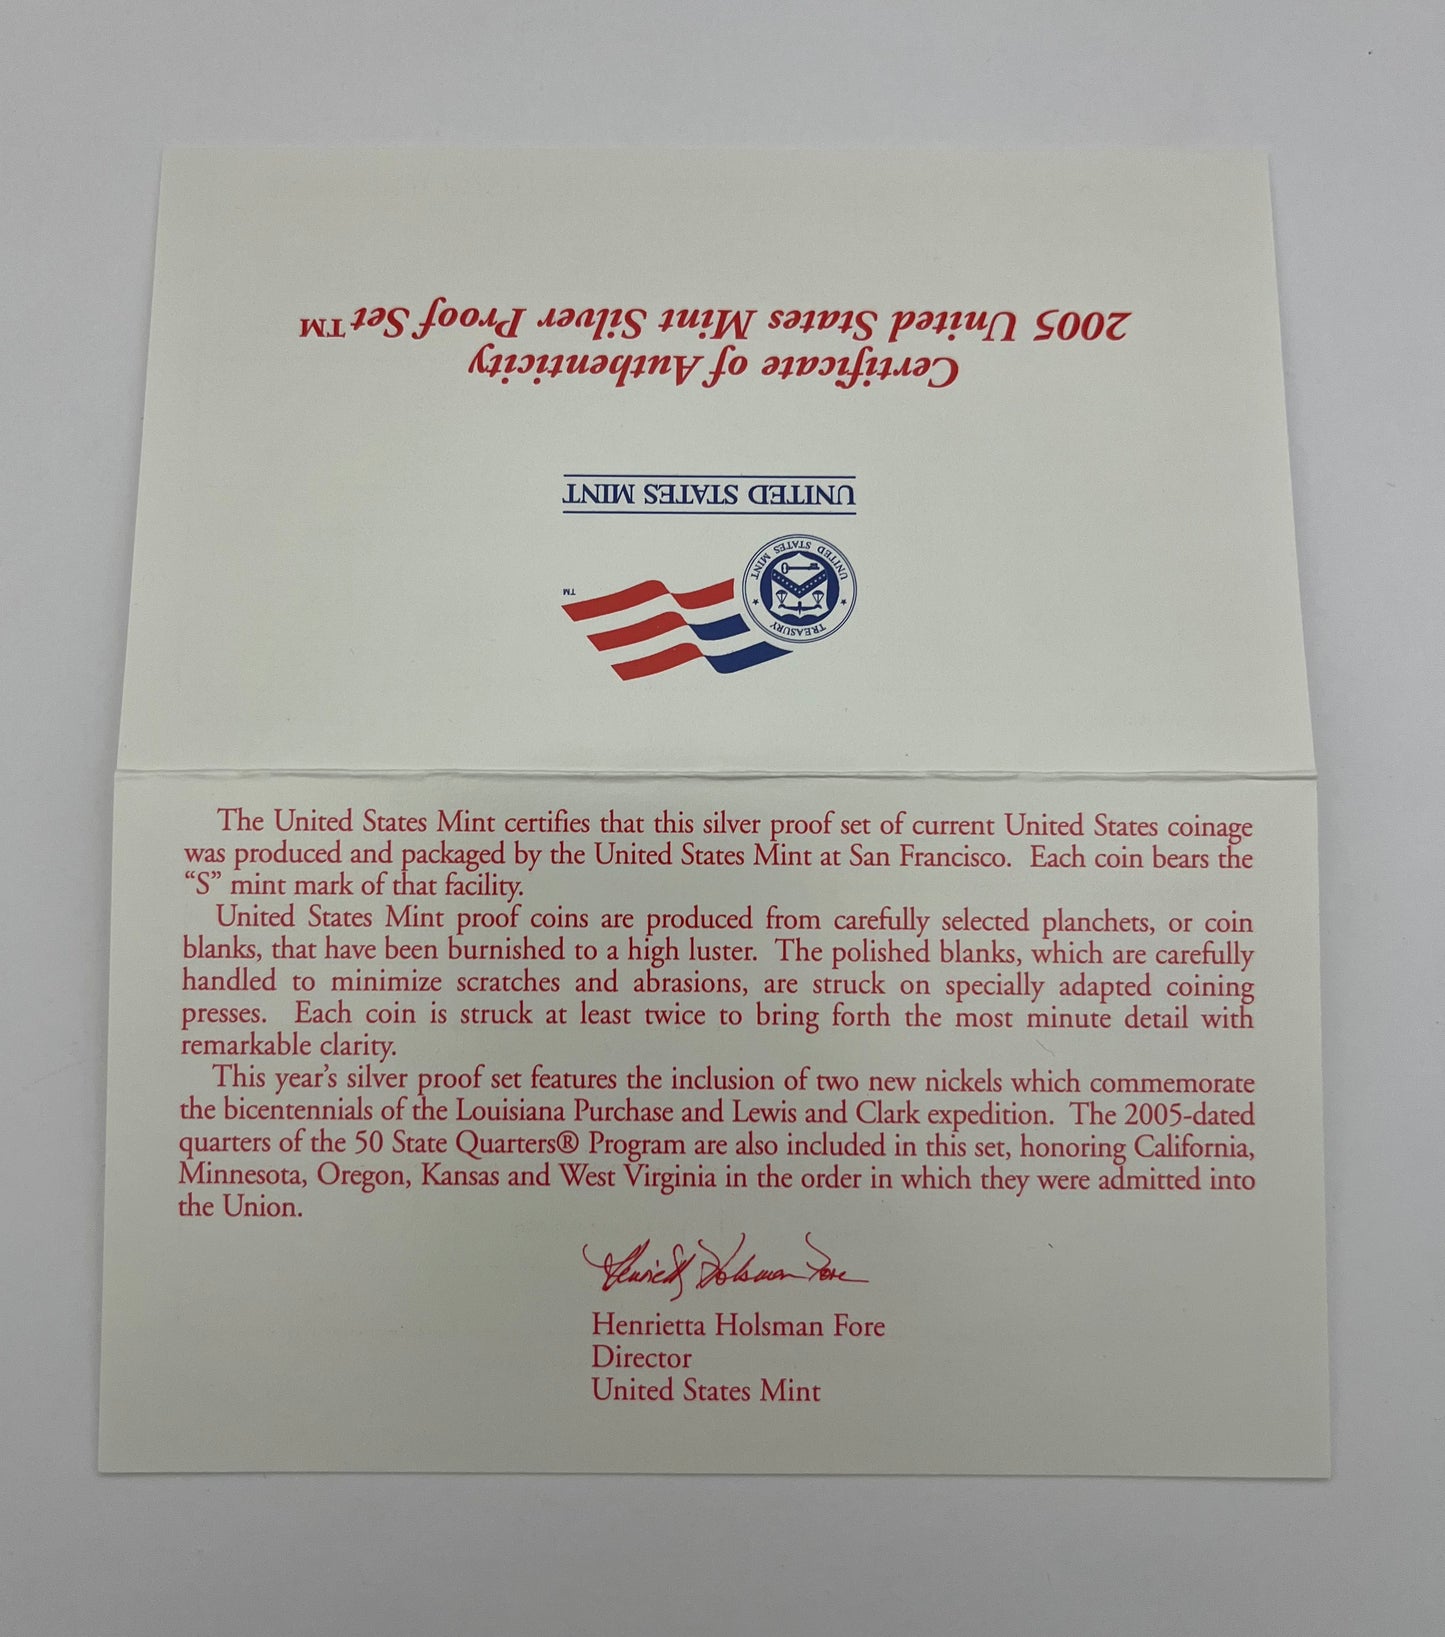 2005 United States Mint Silver Proof Set™
Certificate of Authenticity
UNITED STATES MINT
UNITED STATES MINT
TREASURY
TM
The United States Mint certifies that this silver proof set of current United States coinage
was produced and packaged by the United States Mint at San Francisco. Each coin bears the
“S” mint mark of that facility.
United States Mint proof coins are produced from carefully selected planchets, or coin
blanks, that have been burnished to a high luster. The polished blanks, which are carefully
handled to minimize scratches and abrasions, are struck on specially adapted coining
presses. Each coin is struck at least twice to bring forth the most minute detail with
remarkable clarity.
This year’s silver proof set features the inclusion of two new nickels which commemorate
the bicentennials of the Louisiana Purchase and Lewis and Clark expedition. The 2005-dated
quarters of the 50 State Quarters® Program are also included in this set, honoring California,
Minnesota, Oregon, Kansas and West Virginia in the order in which they were admitted into
the Union.
Henrietta Holsman Fore
Henrietta Holsman Fore
Director
United States Mint